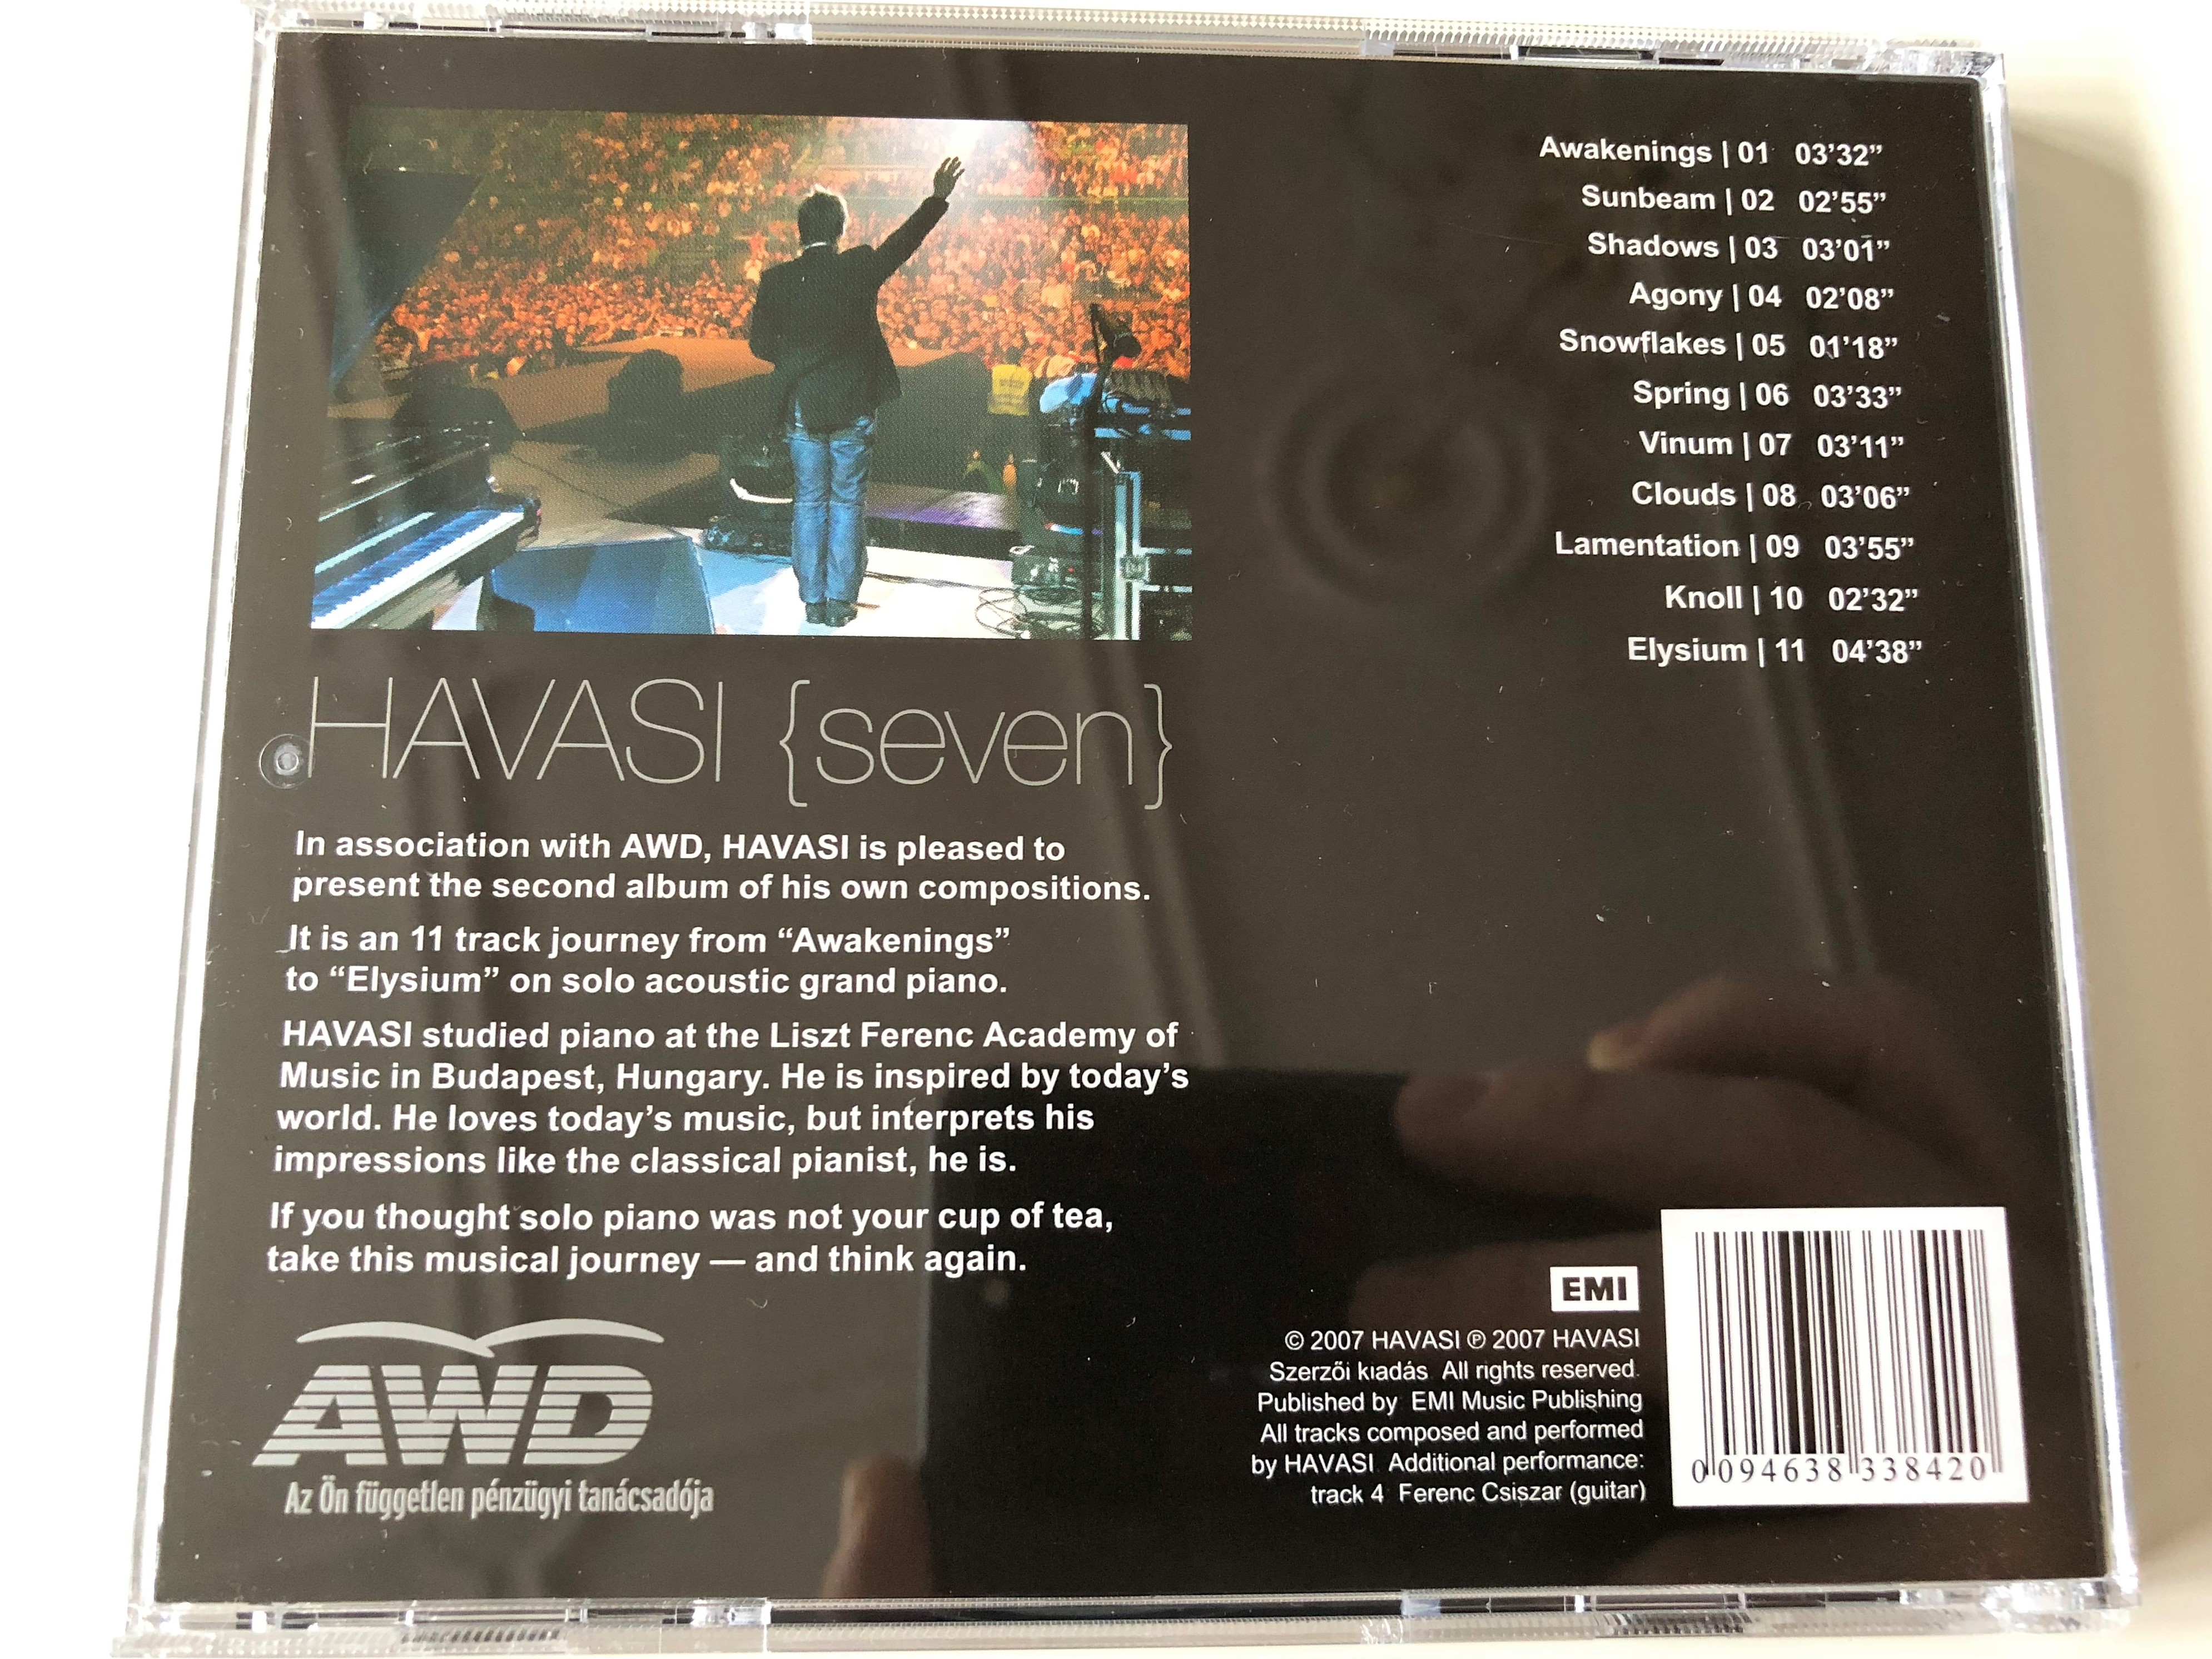 Awakenings | 01 03’32”
Sunbeam | 02 02’55”
Shadows | 03 03’01”
Agony | 04 02’08”
Snowflakes | 05 01’18”
Spring | 06 03’33”
Vinum | 07 03’11”
Clouds | 08 03’06”
Lamentation | 09 03’55”
Knoll | 10 02’32”
Elysium | 11 04’38”
HAVASI {seven}
In association with AWD, HAVASI is pleased to
present the second album of his own compositions.
It is an 11 track journey from “Awakenings”
to “Elysium” on solo acoustic grand piano.
HAVASI studied piano at the Liszt Ferenc Academy of
Music in Budapest, Hungary. He is inspired by today’s
world. He loves today’s music, but interprets his
impressions like the classical pianist, he is.
If you thought solo piano was not your cup of tea,
take this musical journey — and think again.
AWD
Az Ön független pénzügyi tanácsadója
EMI
© 2007 HAVASI ℗ 2007 HAVASI
Szerzői kiadás All rights reserved.
Published by EMI Music Publishing
All tracks composed and performed
by HAVASI Additional performance:
track 4 Ferenc Csiszar (guitar)
0 094638 338420